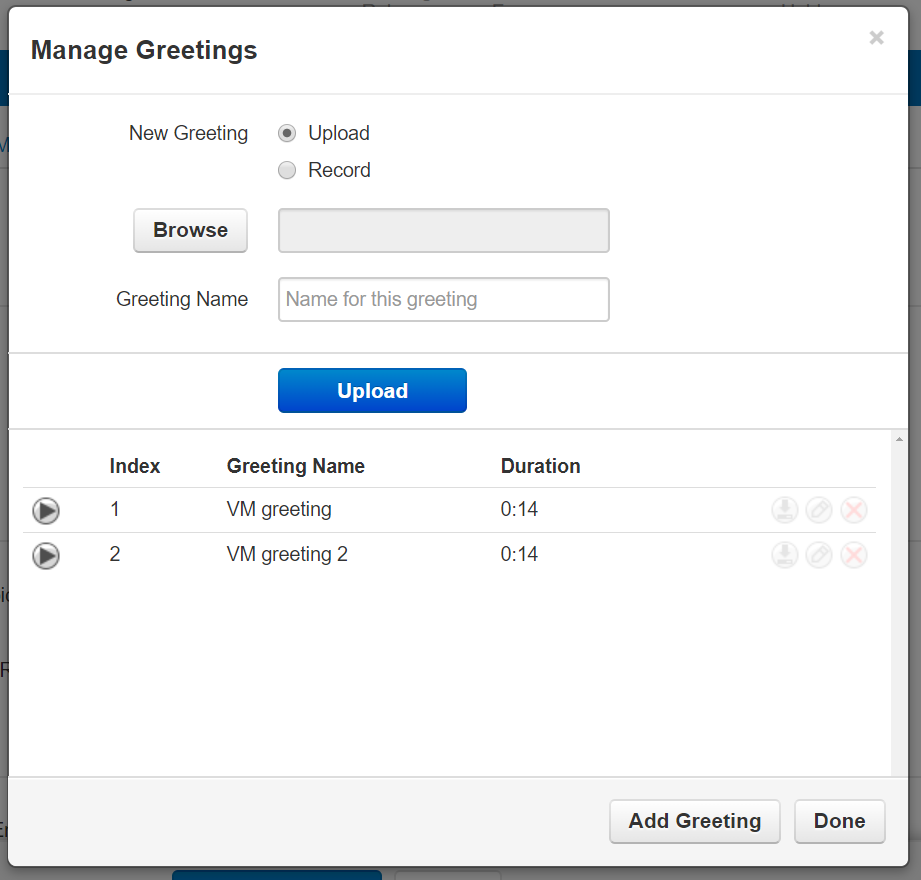 Manage Greetings
×
New Greeting
Upload
Record
Browse
Greeting Name
Name for this greeting
Upload
Index Greeting Name Duration
1 VM greeting 0:14
2 VM greeting 2 0:14
Add Greeting Done